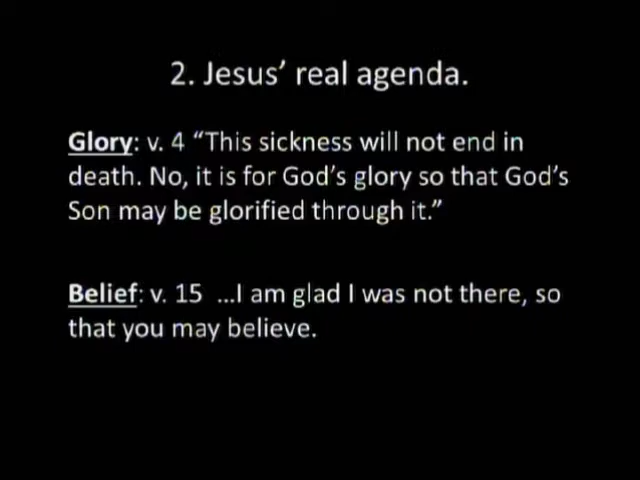 2. Jesus’ real agenda.
Glory: v. 4 “This sickness will not end in
death. No, it is for God’s glory so that God’s
Son may be glorified through it.”
Belief: v. 15  ...I am glad I was not there, so
that you may believe.